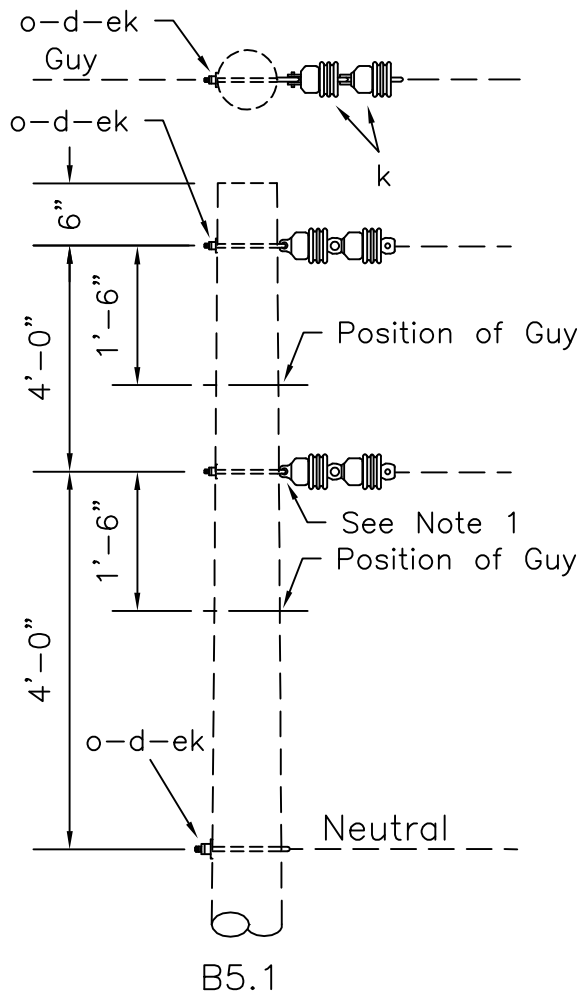 o-d-ek
Guy
o-d-ek
k
6"
1'-6"
Position of Guy
4'-0"
See Note 1
1'-6"
Position of Guy
4'-0"
o-d-ek
Neutral
B5.1